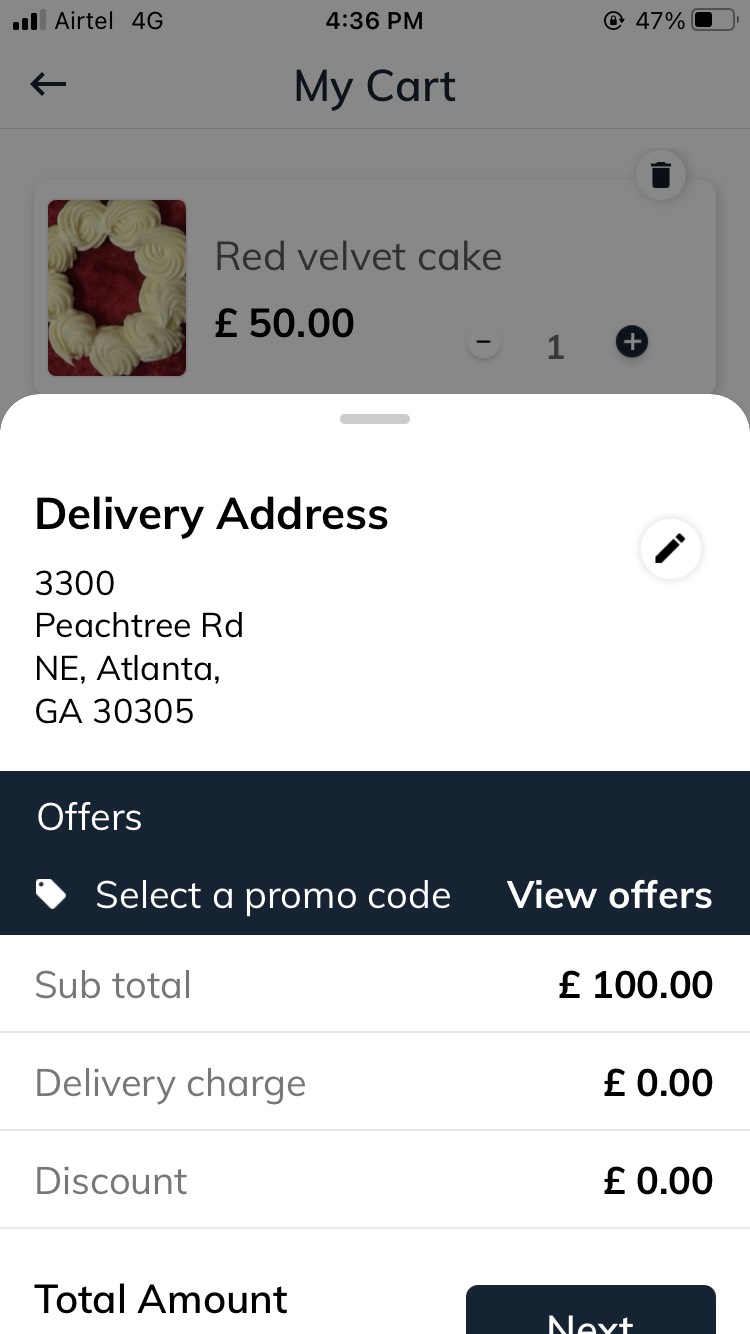 Airtel 4G 4:36 PM 47%
My Cart
Red velvet cake
£ 50.00
1
Delivery Address
3300
Peachtree Rd
NE, Atlanta,
GA 30305
Offers
Select a promo code View offers
Sub total £ 100.00
Delivery charge £ 0.00
Discount £ 0.00
Total Amount
Next